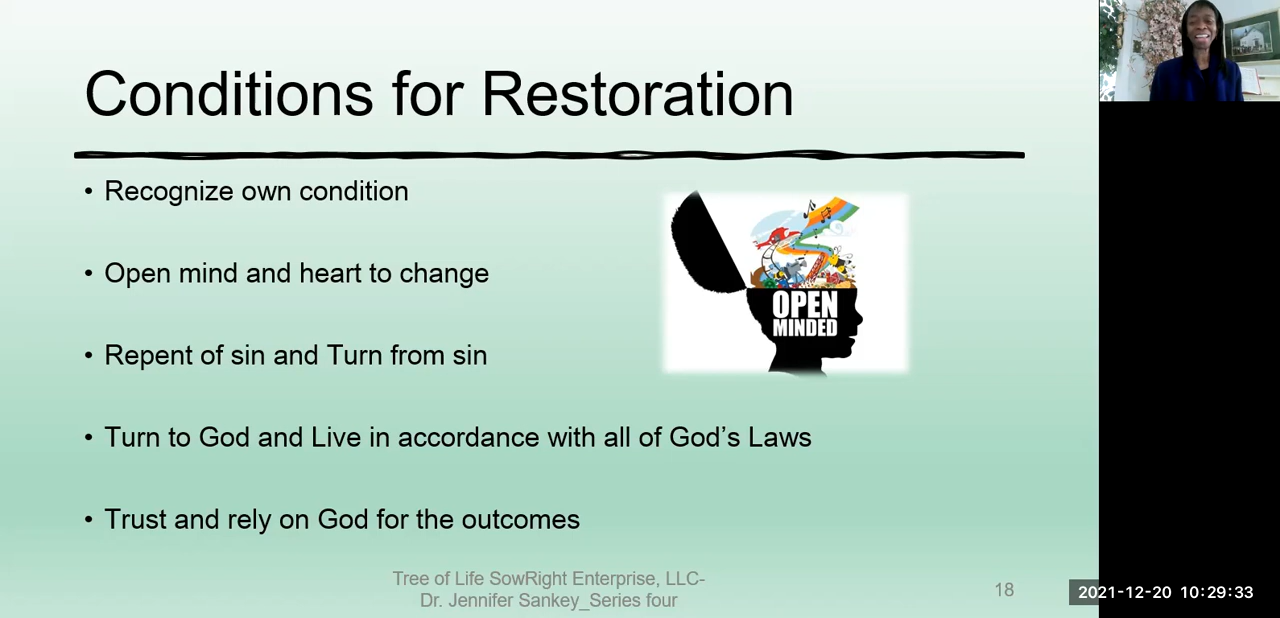 Conditions for Restoration
• Recognize own condition
• Open mind and heart to change
• Repent of sin and Turn from sin
• Turn to God and Live in accordance with all of God’s Laws
• Trust and rely on God for the outcomes
OPEN
MINDED
Tree of Life SowRight Enterprise, LLC-
Dr. Jennifer Sankey_Series four
18
2021-12-20 10:29:33